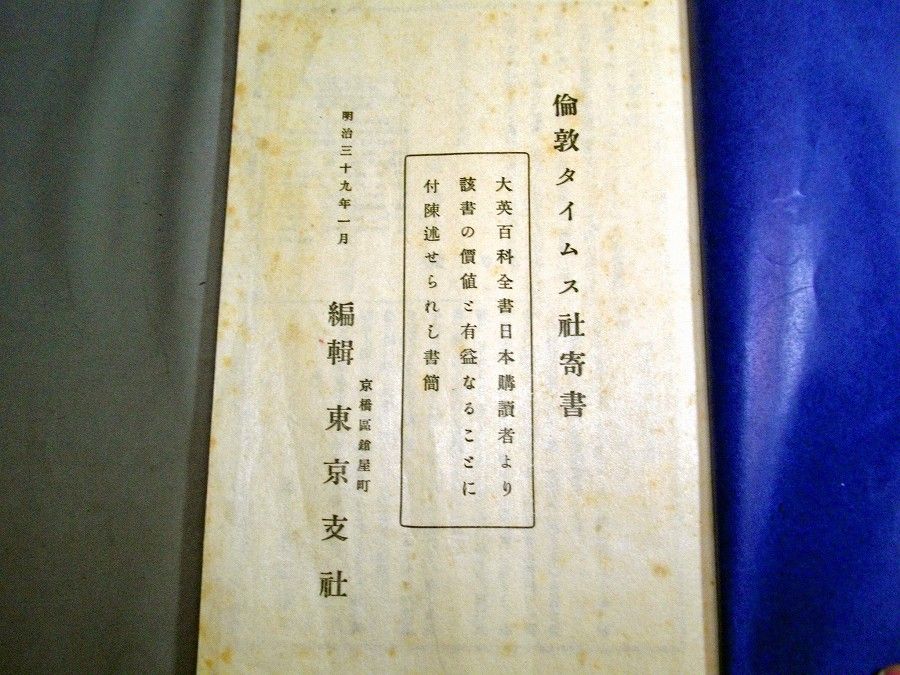 倫敦タイムス社寄書
大英百科全書日本購讀者より
該書の價値と有益なることに
付陳述せられし書簡
明治三十九年一月
京橋區鎗屋町
編輯 東京支社